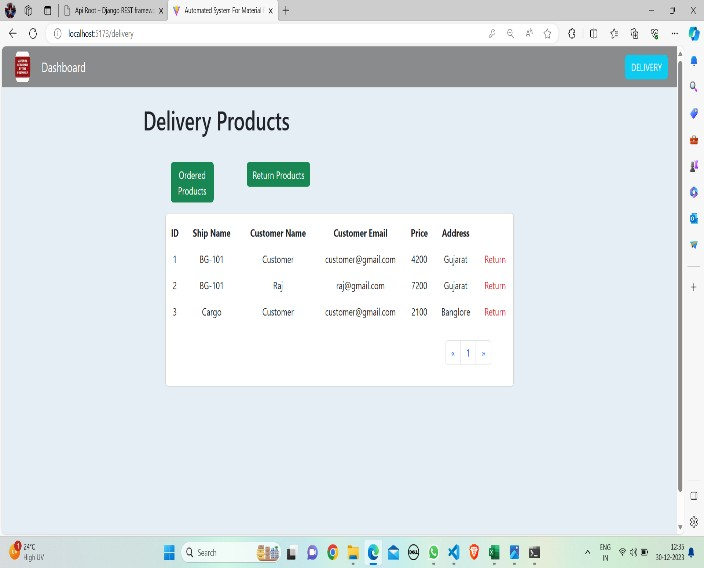 Api Root – Django REST framew
Automated System For Material
localhost:5173/delivery
Dashboard
DELIVERY
Delivery Products
Ordered
Products
Return Products
ID Ship Name Customer Name Customer Email Price Address
1 BG-101 Customer customer@gmail.com 4200 Gujarat Return
2 BG-101 Raj raj@gmail.com 7200 Gujarat Return
3 Cargo Customer customer@gmail.com 2100 Banglore Return
« 1 »
24°C
High UV
Search
ENG
IN
12:35
30-12-2023